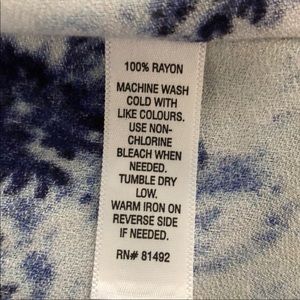 100% RAYON
MACHINE WASH
COLD WITH
LIKE COLOURS.
USE NON-
CHLORINE
BLEACH WHEN
NEEDED.
TUMBLE DRY
LOW.
WARM IRON ON
REVERSE SIDE
IF NEEDED.
RN# 81492